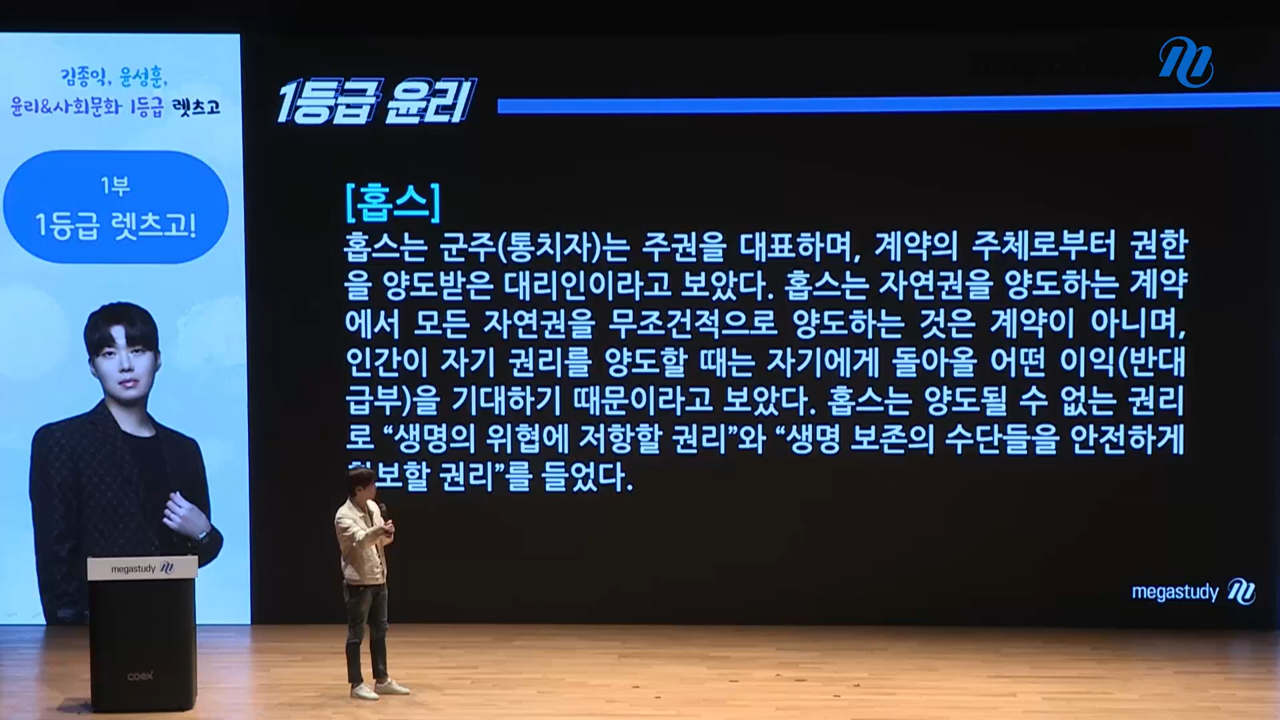 김종익, 윤성훈,
윤리&사회문화 1등급 렛츠고
1부
1등급 렛츠고!
1등급 윤리
[홉스]
홉스는 군주(통치자)는 주권을 대표하며, 계약의 주체로부터 권한
을 양도받은 대리인이라고 보았다. 홉스는 자연권을 양도하는 계약
에서 모든 자연권을 무조건적으로 양도하는 것은 계약이 아니며,
인간이 자기 권리를 양도할 때는 자기에게 돌아올 어떤 이익(반대
급부)을 기대하기 때문이라고 보았다. 홉스는 양도될 수 없는 권리
로 “생명의 위협에 저항할 권리”와 “생명 보존의 수단들을 안전하게
보할 권리”를 들었다.
megastudy
megastudy
coex